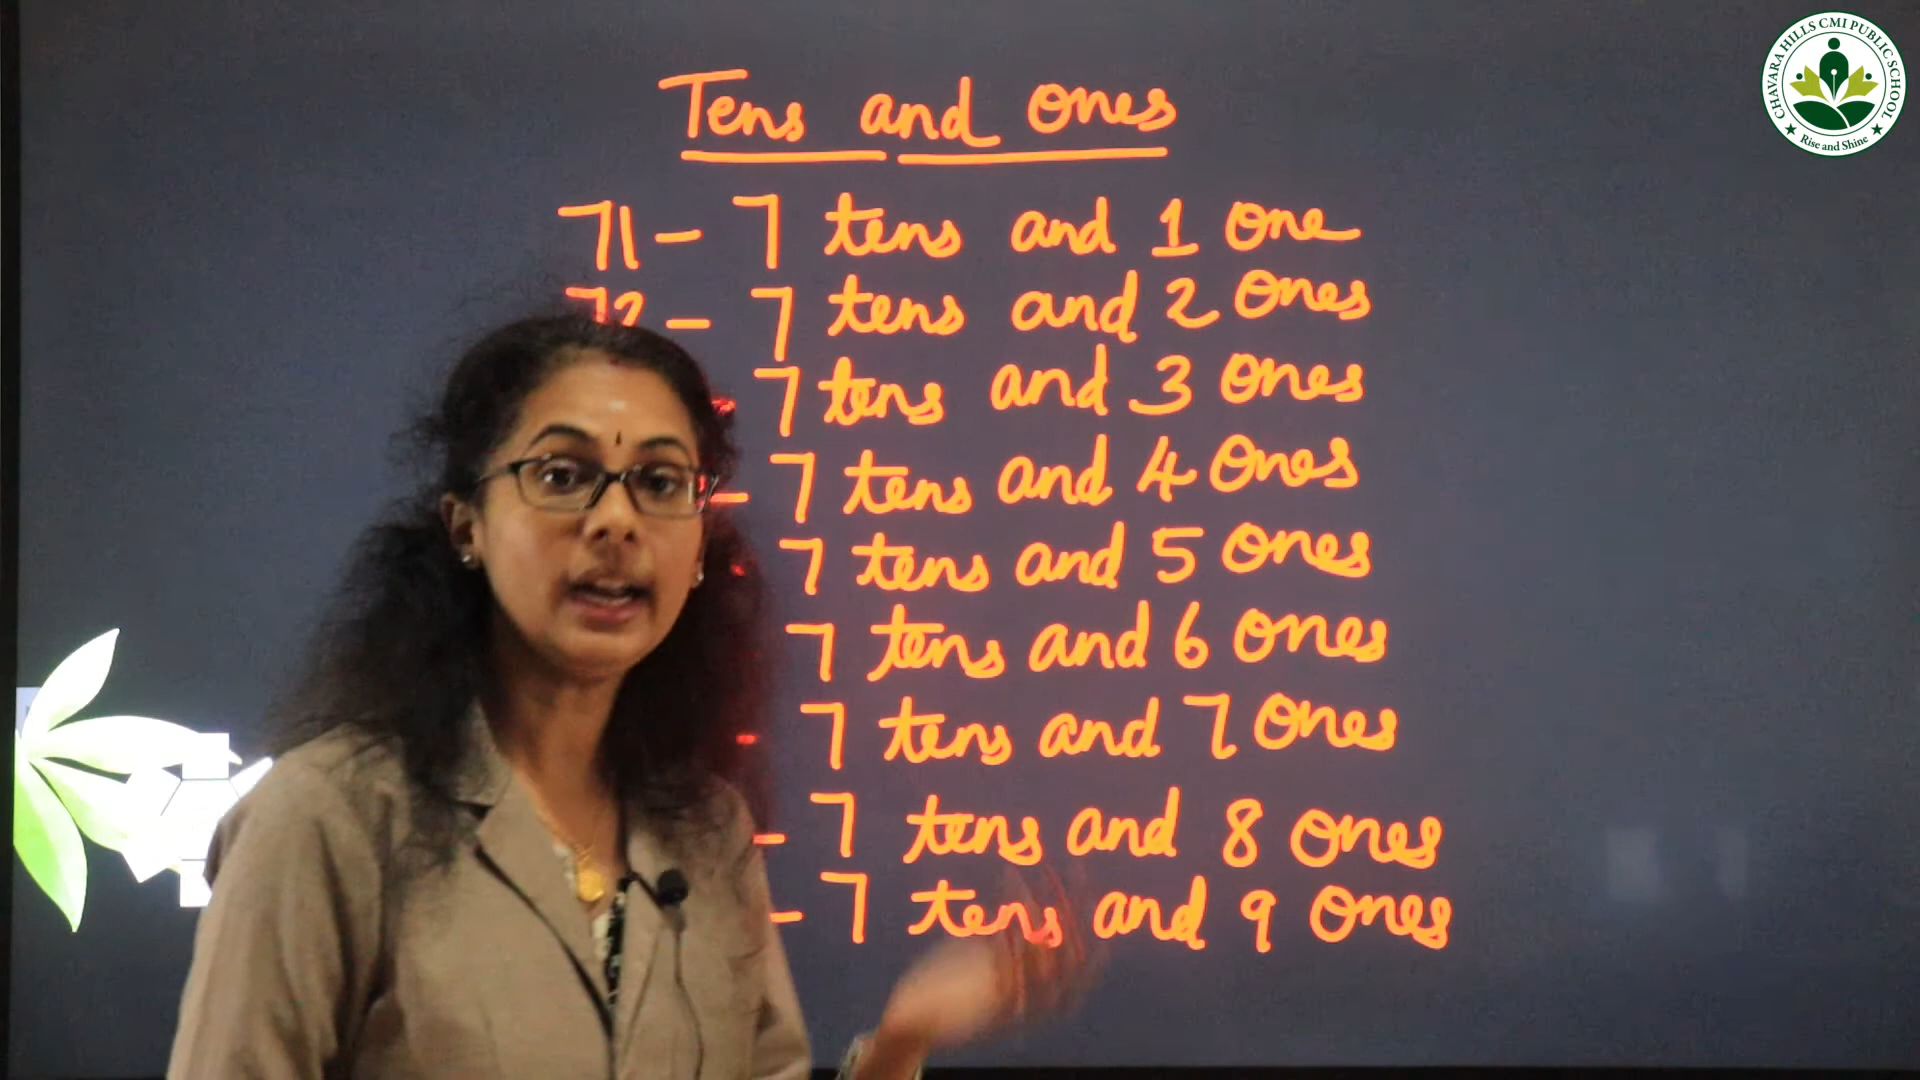 Tens and Ones
71 - 7 tens and 1 One
72 - 7 tens and 2 Ones
- 7 tens and 3 Ones
- 7 tens and 4 Ones
7 tens and 5 Ones
7 tens and 6 Ones
- 7 tens and 7 Ones
- 7 tens and 8 Ones
- 7 tens and 9 Ones
CHAVARA HILLS CMI PUBLIC SCHOOL
Rise and Shine